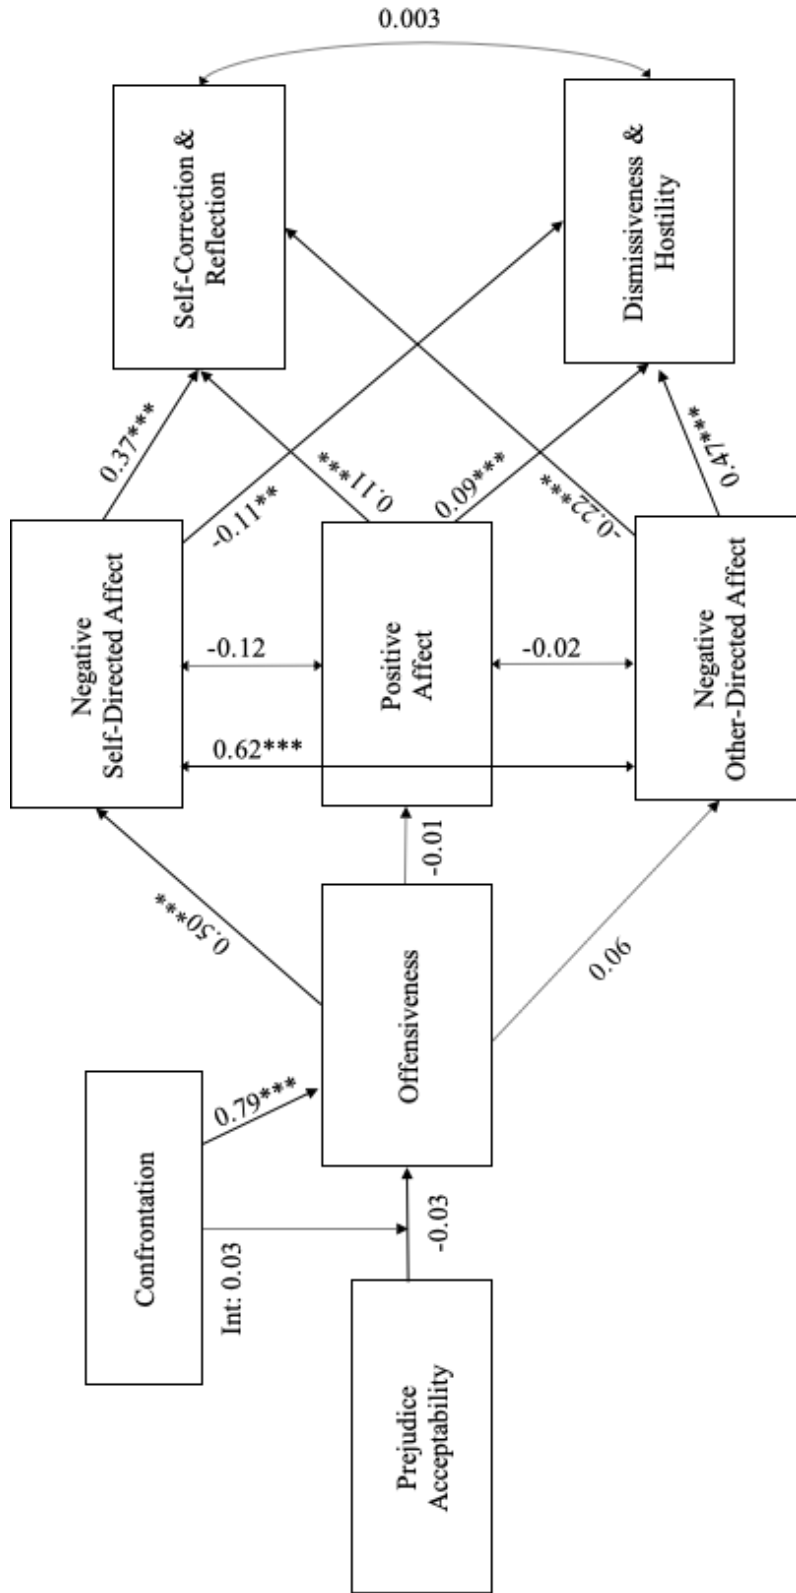 Confrontation
Int: 0.03
0.79***
Prejudice
Acceptability
-0.03
Offensiveness
0.50***
-0.01
0.06
Negative
Self-Directed Affect
-0.12
0.62***
Positive
Affect
-0.02
Negative
Other-Directed Affect
0.37***
-0.11**
0.11***
0.09***
-0.22***
0.47***
Self-Correction &
Reflection
Dismissiveness &
Hostility
0.003